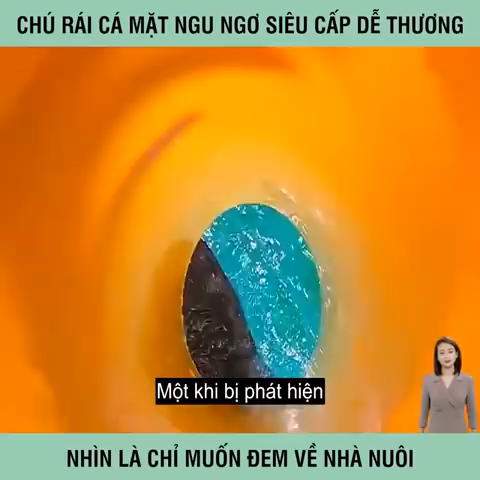 CHÚ RÁI CÁ MẶT NGU NGƠ SIÊU CẤP DỄ THƯƠNG
Một khi bị phát hiện
NHÌN LÀ CHỈ MUỐN ĐEM VỀ NHÀ NUÔI